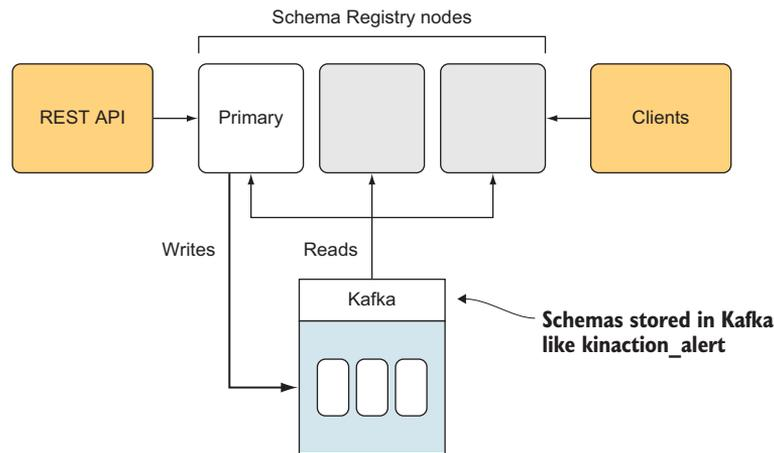 Schema Registry nodes
REST API
Primary
Clients
Writes
Reads
Kafka
Schemas stored in Kafka
like kinaction_alert